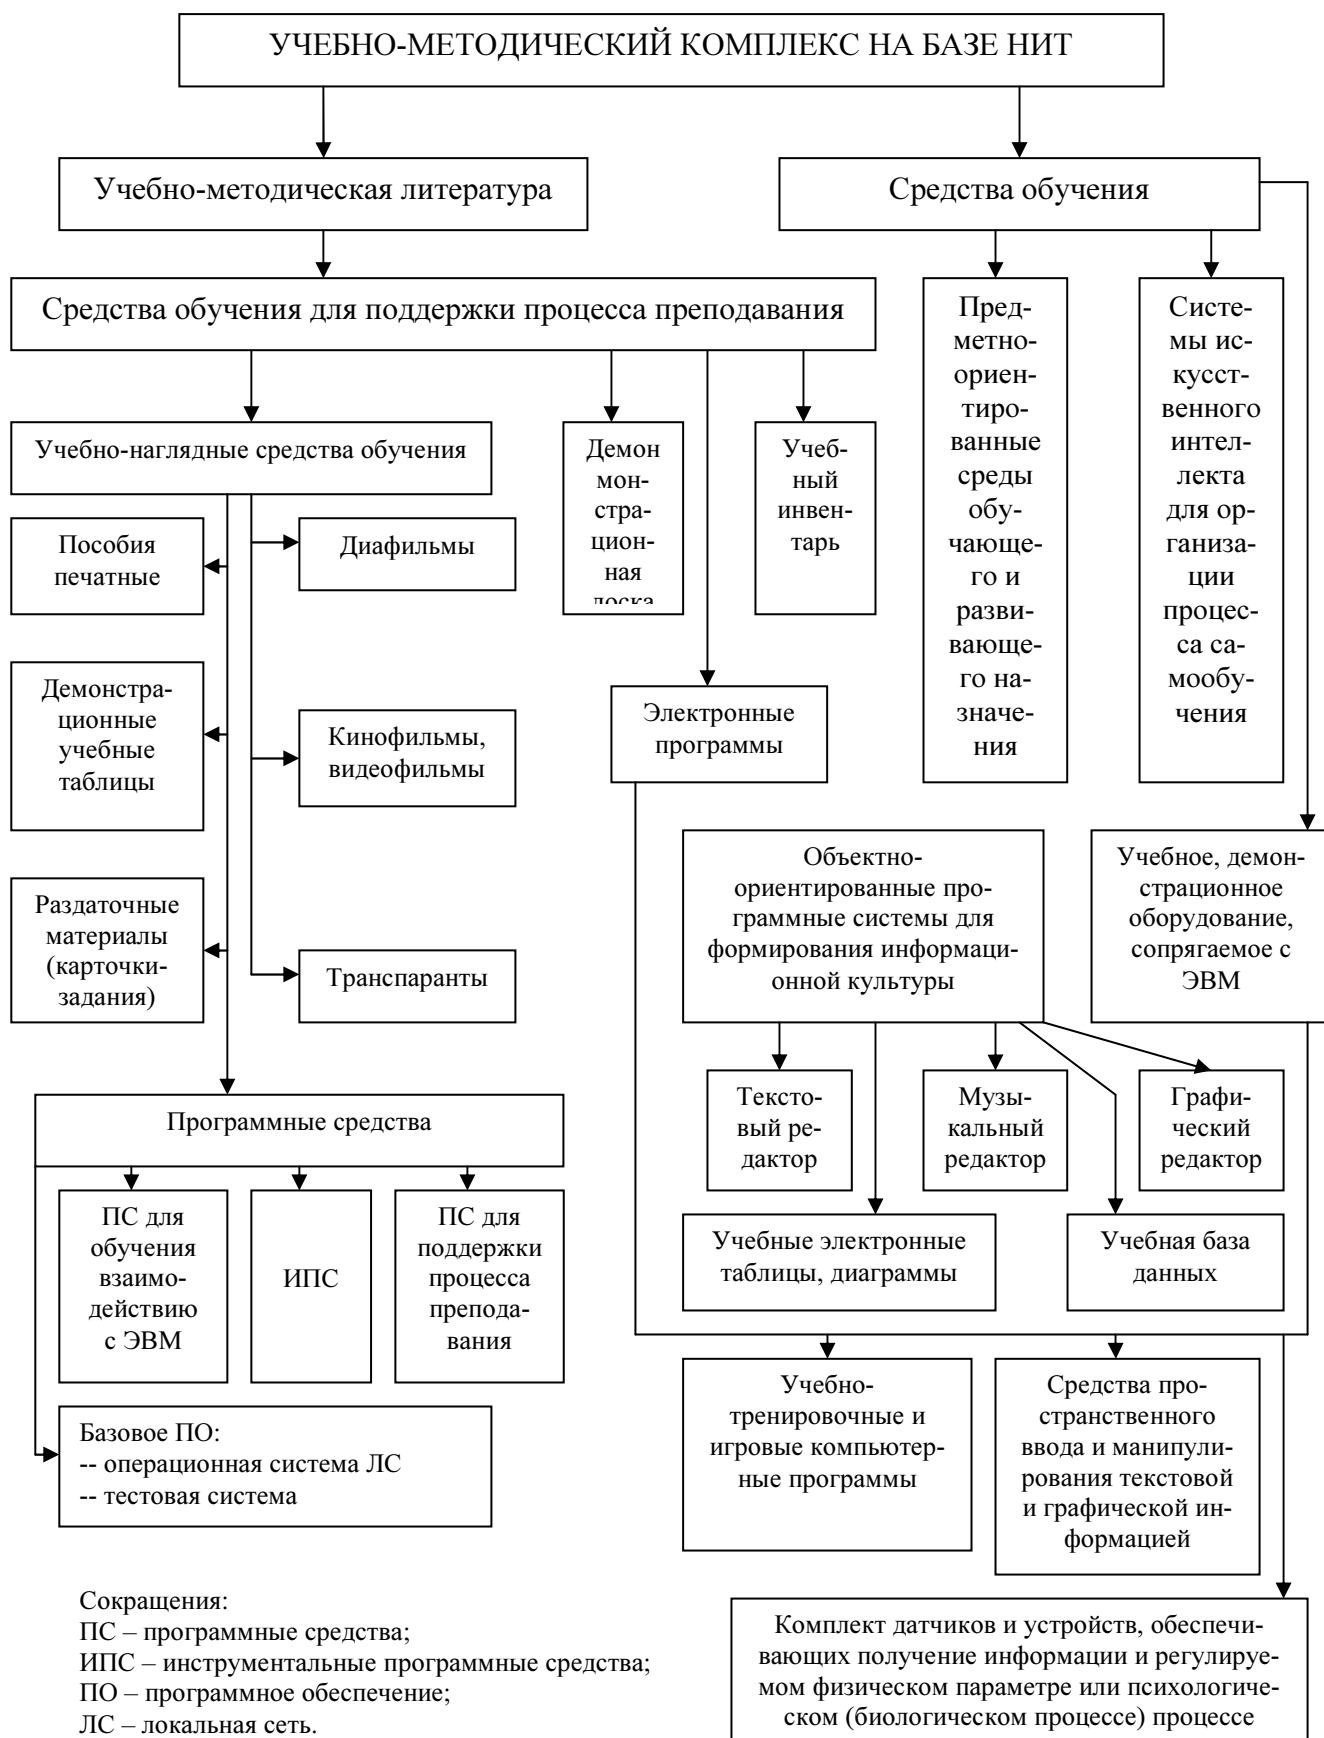 УЧЕБНО-МЕТОДИЧЕСКИЙ КОМПЛЕКС НА БАЗЕ НИТ
Учебно-методическая литература
Средства обучения
Средства обучения для поддержки процесса преподавания
Пред-
метно-
ориен-
тиро-
ванные
среды
обу-
чающе-
го и
разви-
вающе-
го на-
значе-
ния
Систе-
мы ис-
кусст-
венного
интел-
лекта
для ор-
ганиза-
ции
процес-
са са-
мообу-
чения
Учебно-наглядные средства обучения
Демон
мон-
стра-
цион-
ная
доска
Учеб-
ный
инвен-
тарь
Пособия
печатные
Диафильмы
Демонстра-
ционные
учебные
таблицы
Кинофильмы,
видеофильмы
Электронные
программы
Раздаточные
материалы
(карточки-
задания)
Транспаранты
Объектно-
ориентированные про-
граммные системы для
формирования информаци-
онной культуры
Учебное, демон-
страционное
оборудование,
сопрягаемое с
ЭВМ
Тексто-
вый ре-
дактор
Музы-
кальный
редактор
Графи-
ческий
редактор
Программные средства
ПС для
обучения
взаимо-
действию
с ЭВМ
ИПС
ПС для
поддержки
процесса
препода-
вания
Учебные электронные
таблицы, диаграммы
Учебная база
данных
Базовое ПО:
-- операционная система ЛС
-- тестовая система
Учебно-
тренировочные и
игровые компьютер-
ные программы
Средства про-
странственного
ввода и манипули-
рования текстовой
и графической ин-
формацией
Сокращения:
ПС – программные средства;
ИПС – инструментальные программные средства;
ПО – программное обеспечение;
ЛС – локальная сеть.
Комплект датчиков и устройств, обеспечи-
вающих получение информации и регулируе-
мом физическом параметре или психологиче-
ском (биологическом процессе) процессе